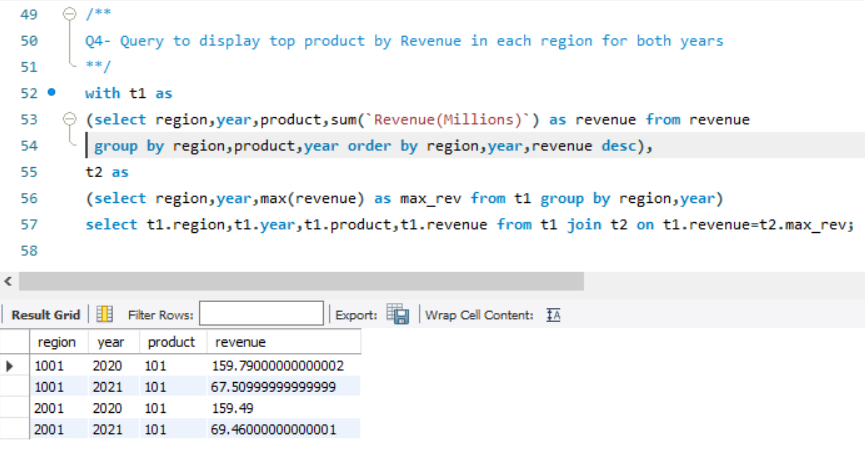 49 /**
50 Q4- Query to display top product by Revenue in each region for both years
51 **/
52 with t1 as
53 (select region,year,product,sum(`Revenue(Millions)`) as revenue from revenue
54 group by region,product,year order by region,year,revenue desc),
55 t2 as
56 (select region,year,max(revenue) as max_rev from t1 group by region,year)
57 select t1.region,t1.year,t1.product,t1.revenue from t1 join t2 on t1.revenue=t2.max_rev;
58
Result Grid Filter Rows: Export: Wrap Cell Content: IA
region year product revenue
1001 2020 101 159.79000000000002
1001 2021 101 67.50999999999999
2001 2020 101 159.49
2001 2021 101 69.46000000000001